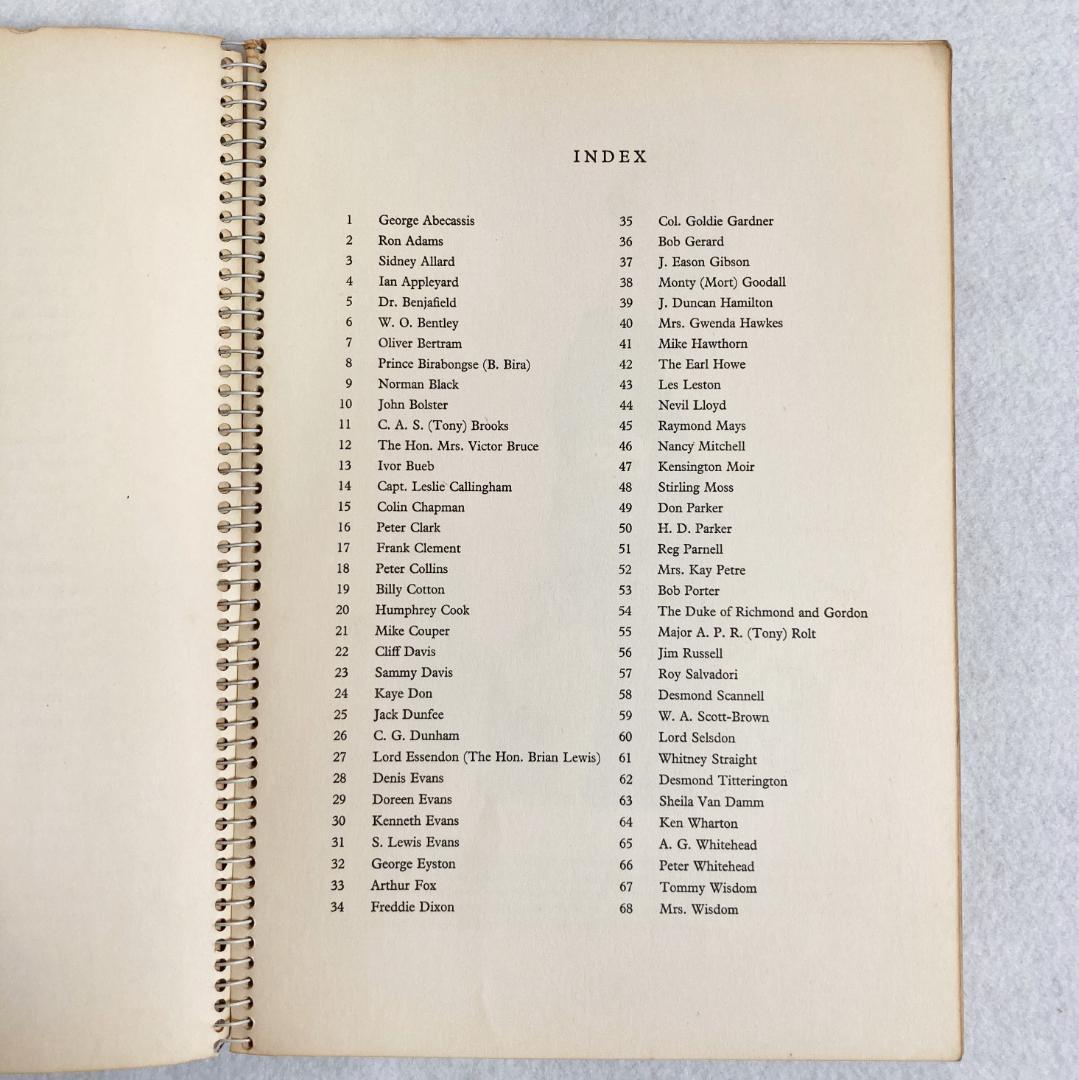 INDEX
1 George Abecassis
2 Ron Adams
3 Sidney Allard
4 Ian Appleyard
5 Dr. Benjafield
6 W. O. Bentley
7 Oliver Bertram
8 Prince Birabongse (B. Bira)
9 Norman Black
10 John Bolster
11 C. A. S. (Tony) Brooks
12 The Hon. Mrs. Victor Bruce
13 Ivor Bueb
14 Capt. Leslie Callingham
15 Colin Chapman
16 Peter Clark
17 Frank Clement
18 Peter Collins
19 Billy Cotton
20 Humphrey Cook
21 Mike Couper
22 Cliff Davis
23 Sammy Davis
24 Kaye Don
25 Jack Dunfee
26 C. G. Dunham
27 Lord Essendon (The Hon. Brian Lewis)
28 Denis Evans
29 Doreen Evans
30 Kenneth Evans
31 S. Lewis Evans
32 George Eyston
33 Arthur Fox
34 Freddie Dixon
35 Col. Goldie Gardner
36 Bob Gerard
37 J. Eason Gibson
38 Monty (Mort) Goodall
39 J. Duncan Hamilton
40 Mrs. Gwenda Hawkes
41 Mike Hawthorn
42 The Earl Howe
43 Les Leston
44 Nevil Lloyd
45 Raymond Mays
46 Nancy Mitchell
47 Kensington Moir
48 Stirling Moss
49 Don Parker
50 H. D. Parker
51 Reg Parnell
52 Mrs. Kay Petre
53 Bob Porter
54 The Duke of Richmond and Gordon
55 Major A. P. R. (Tony) Rolt
56 Jim Russell
57 Roy Salvadori
58 Desmond Scannell
59 W. A. Scott-Brown
60 Lord Selsdon
61 Whitney Straight
62 Desmond Titterington
63 Sheila Van Damm
64 Ken Wharton
65 A. G. Whitehead
66 Peter Whitehead
67 Tommy Wisdom
68 Mrs. Wisdom